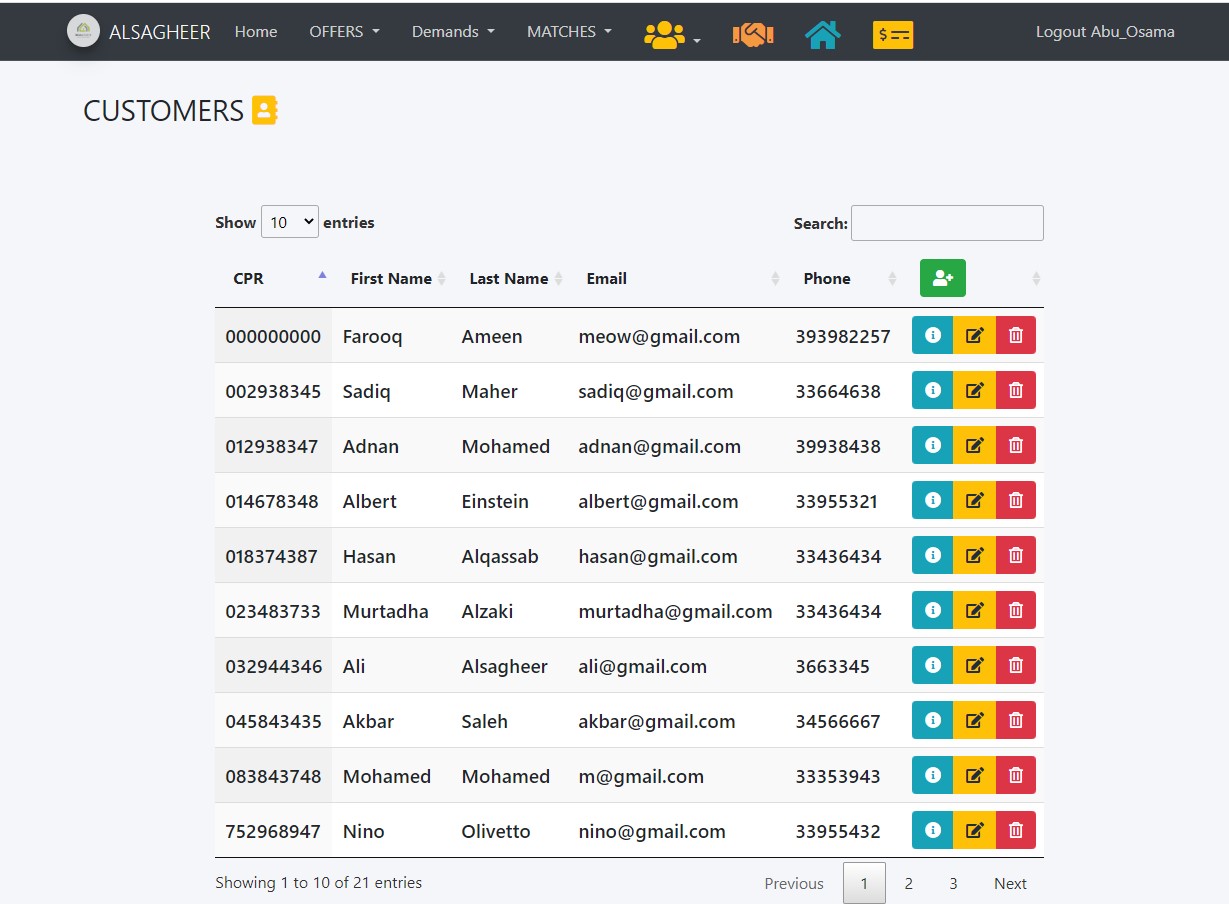 ALSAGHEER Home OFFERS Demands MATCHES $ Logout Abu_Osama
CUSTOMERS
Show 10 entries Search:
CPR First Name Last Name Email Phone
000000000 Farooq Ameen meow@gmail.com 393982257
002938345 Sadiq Maher sadiq@gmail.com 33664638
012938347 Adnan Mohamed adnan@gmail.com 39938438
014678348 Albert Einstein albert@gmail.com 33955321
018374387 Hasan Alqassab hasan@gmail.com 33436434
023483733 Murtadha Alzaki murtadha@gmail.com 33436434
032944346 Ali Alsagheer ali@gmail.com 3663345
045843435 Akbar Saleh akbar@gmail.com 34566667
083843748 Mohamed Mohamed m@gmail.com 33353943
752968947 Nino Olivetto nino@gmail.com 33955432
Showing 1 to 10 of 21 entries Previous 1 2 3 Next